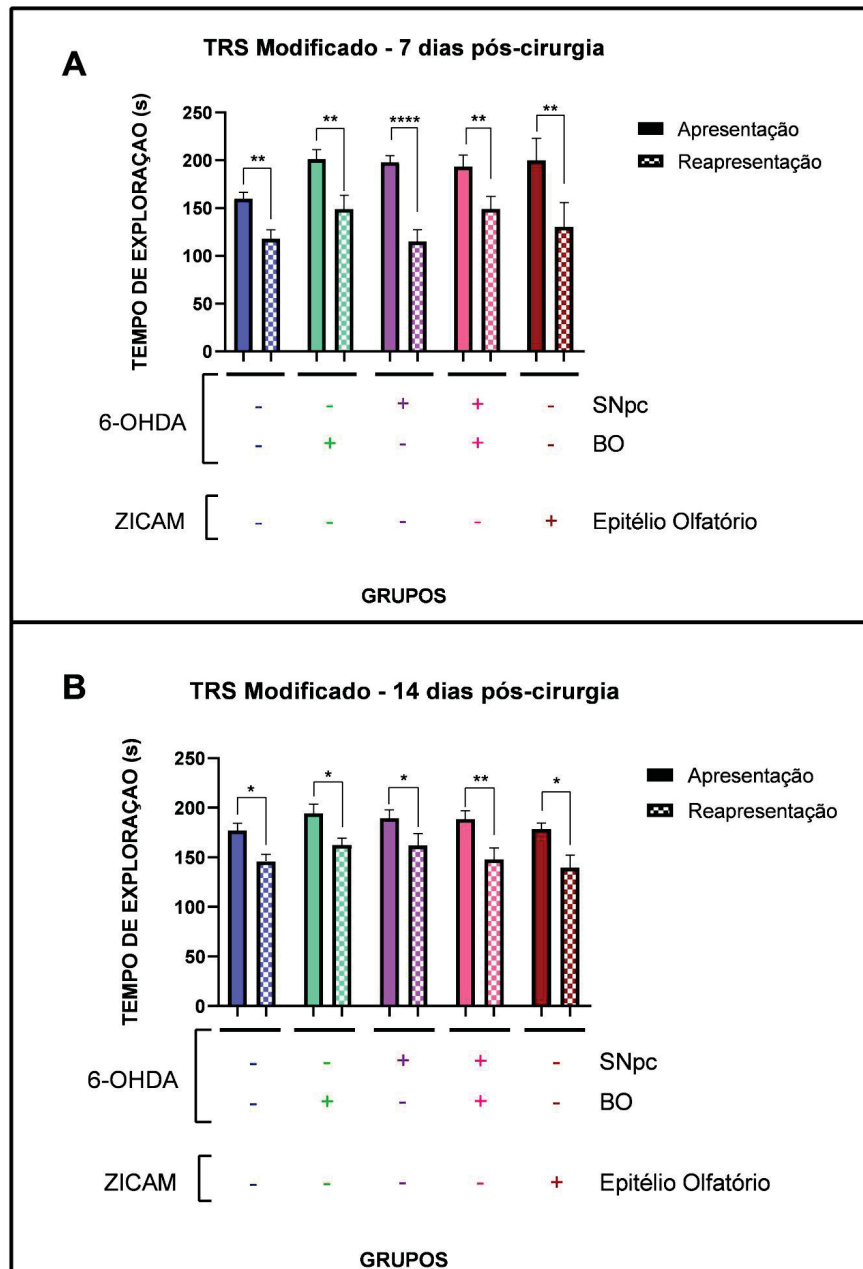 A
TRS Modificado - 7 dias pós-cirurgia
TEMPO DE EXPLORAÇAO (s)
250
200
150
100
50
0
** ** **** ** **
Apresentação
Reapresentação
6-OHDA
- - + + - SNpc
- + - + - BO
ZICAM - - - - + Epitélio Olfatório
GRUPOS
B
TRS Modificado - 14 dias pós-cirurgia
TEMPO DE EXPLORAÇAO (s)
250
200
150
100
50
0
* * * ** *
Apresentação
Reapresentação
6-OHDA
- - + + - SNpc
- + - + - BO
ZICAM - - - - + Epitélio Olfatório
GRUPOS